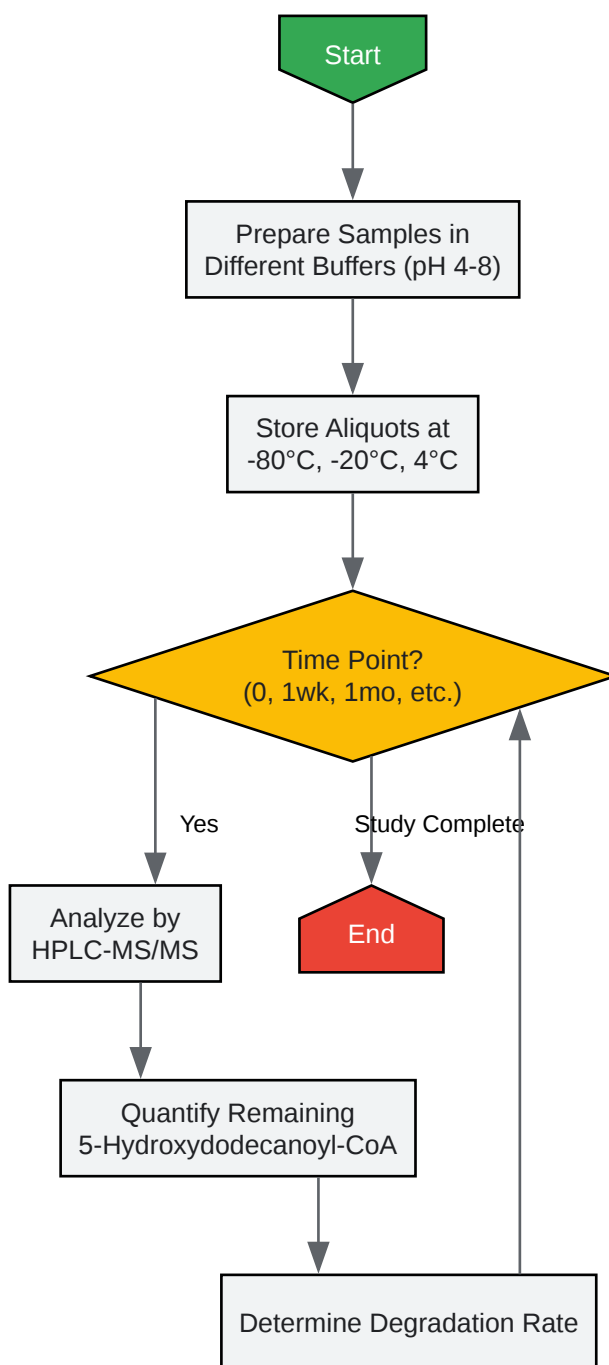 Start
Prepare Samples in
Different Buffers (pH 4-8)
Store Aliquots at
-80°C, -20°C, 4°C
Time Point?
(0, 1wk, 1mo, etc.)
Yes
Study Complete
Analyze by
HPLC-MS/MS
End
Quantify Remaining
5-Hydroxydodecanoyl-CoA
Determine Degradation Rate